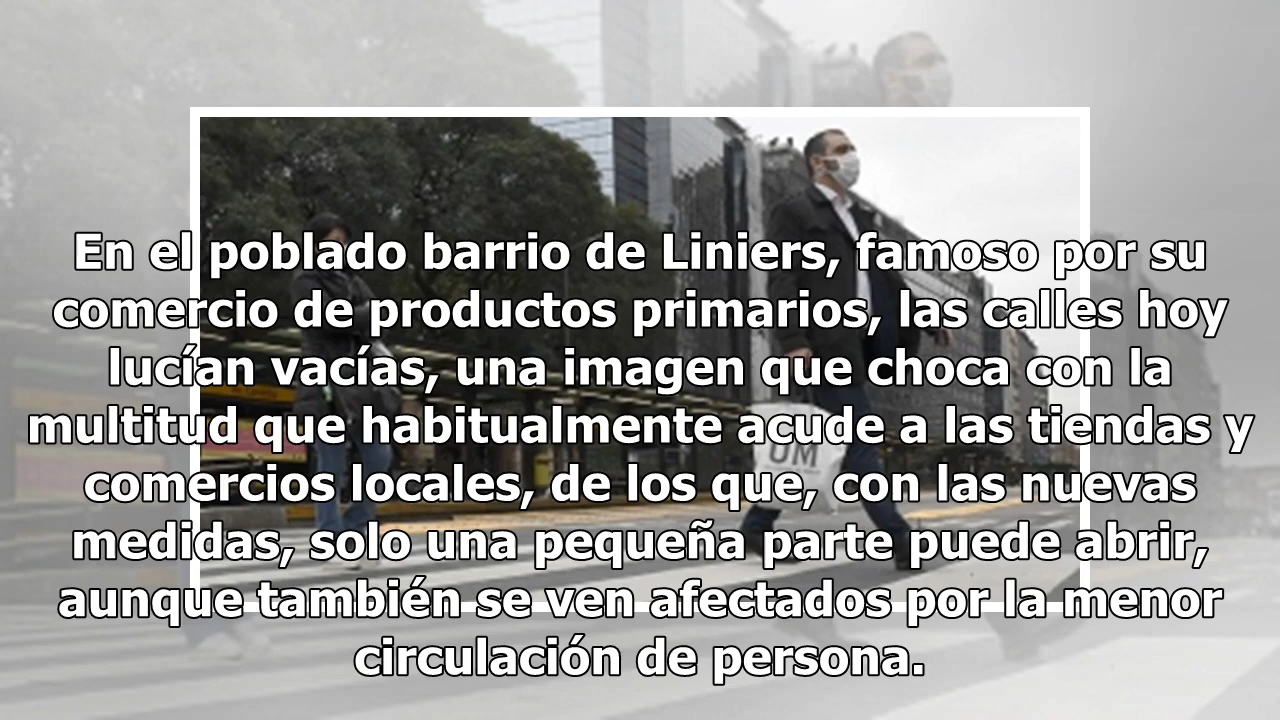 En el poblado barrio de Liniers, famoso por su
comercio de productos primarios, las calles hoy
lucían vacías, una imagen que choca con la
multitud que habitualmente acude a las tiendas y
comercios locales, de los que, con las nuevas
medidas, solo una pequeña parte puede abrir,
aunque también se ven afectados por la menor
circulación de persona.
UM